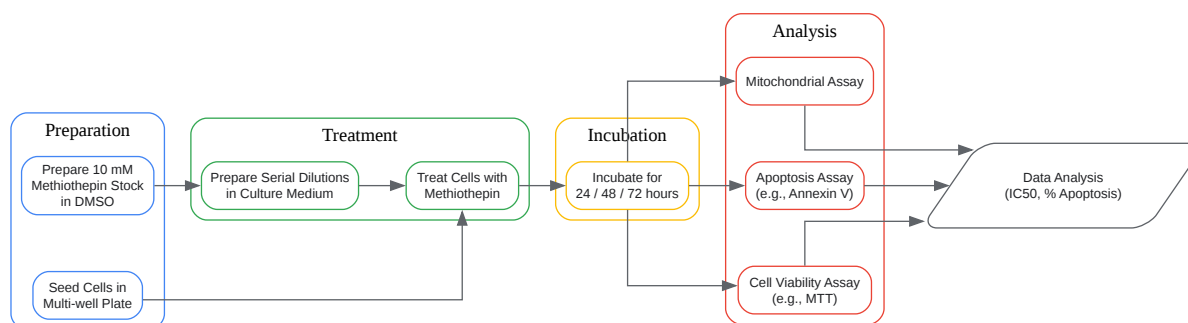 Preparation
Prepare 10 mM
Methiothepin Stock
in DMSO
Seed Cells in
Multi-well Plate
Treatment
Prepare Serial Dilutions
in Culture Medium
Treat Cells with
Methiothepin
Incubation
Incubate for
24 / 48 / 72 hours
Analysis
Mitochondrial Assay
Apoptosis Assay
(e.g., Annexin V)
Cell Viability Assay
(e.g., MTT)
Data Analysis
(IC50, % Apoptosis)